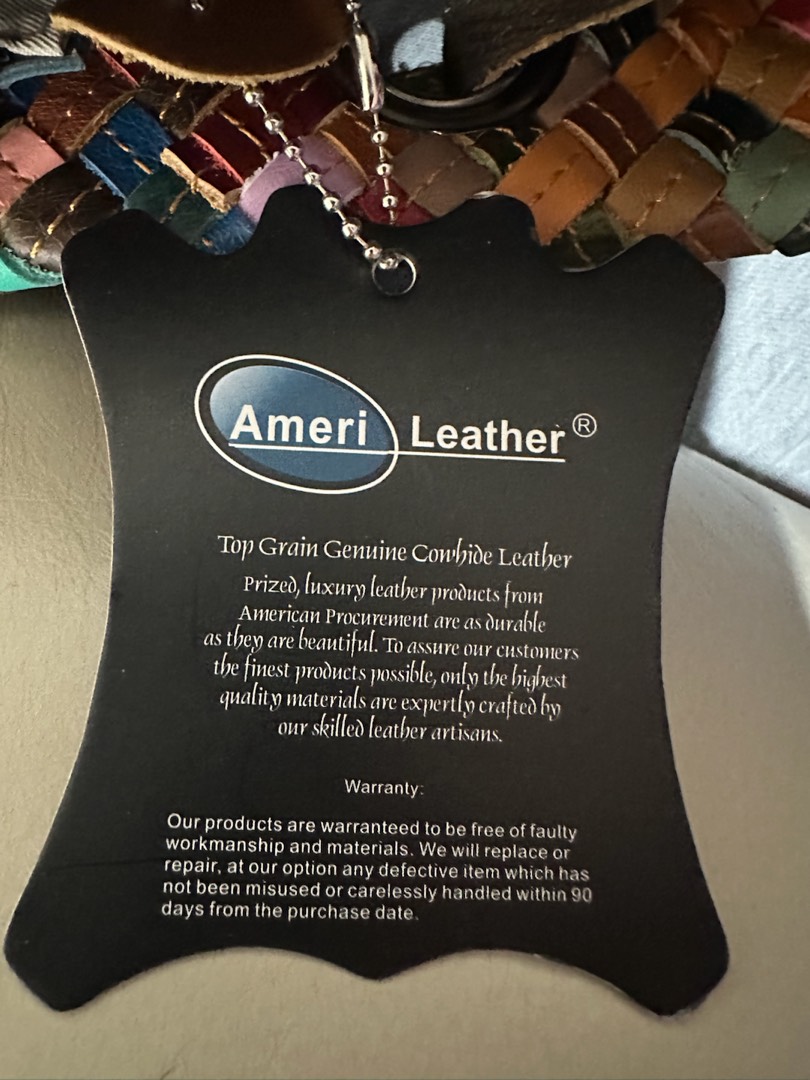 Ameri Leather®
Top Grain Genuine Cowhide Leather
Prized, luxury leather products from
American Procurement are as durable
as they are beautiful. To assure our customers
the finest products possible, only the highest
quality materials are expertly crafted by
our skilled leather artisans.
Warranty:
Our products are warranteed to be free of faulty
workmanship and materials. We will replace or
repair, at our option any defective item which has
not been misused or carelessly handled within 90
days from the purchase date.